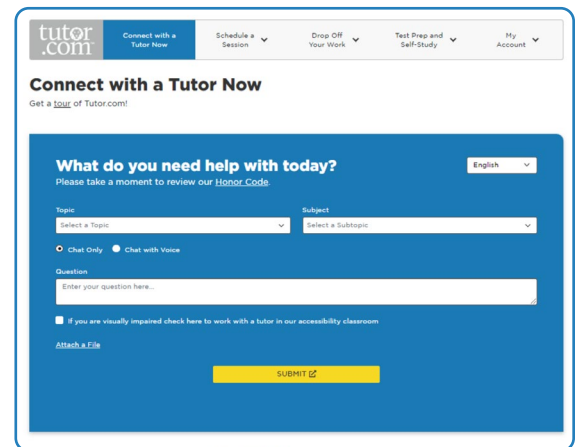 tutor
.com
Connect with a
Tutor Now
Schedule a
Session
Drop Off
Your Work
Test Prep and
Self-Study
My
Account
Connect with a Tutor Now
Get a tour of Tutor.com!
What do you need help with today?
English
Please take a moment to review our Honor Code.
Topic
Subject
Select a Topic
Select a Subtopic
Chat Only
Chat with Voice
Question
Enter your question here...
If you are visually impaired check here to work with a tutor in our accessibility classroom
Attach a File
SUBMIT